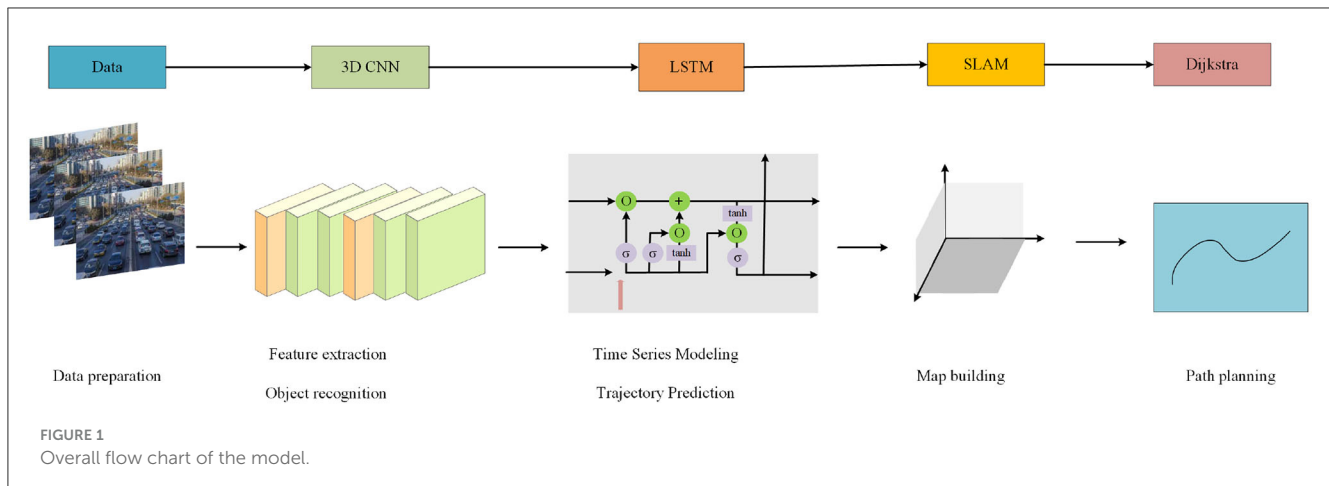 Data
3D CNN
LSTM
SLAM
Dijkstra
O
+
tanh
O
O
σ
σ
tanh
σ
Data preparation
Feature extraction
Object recognition
Time Series Modeling
Trajectory Prediction
Map building
Path planning
FIGURE 1
Overall flow chart of the model.